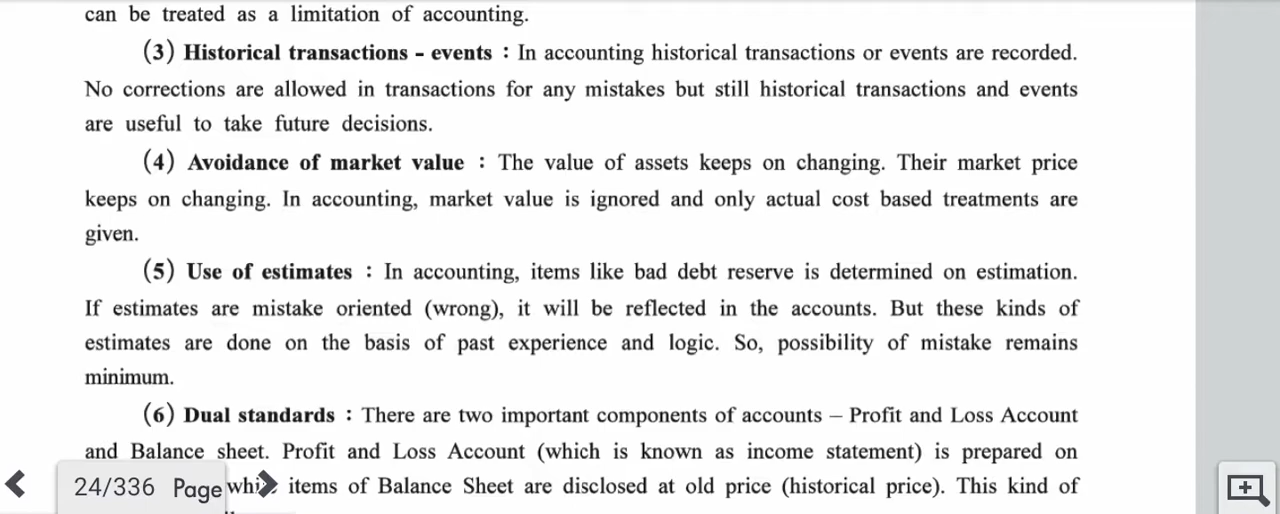 can be treated as a limitation of accounting.
(3) Historical transactions - events : In accounting historical transactions or events are recorded.
No corrections are allowed in transactions for any mistakes but still historical transactions and events
are useful to take future decisions.
(4) Avoidance of market value : The value of assets keeps on changing. Their market price
keeps on changing. In accounting, market value is ignored and only actual cost based treatments are
given.
(5) Use of estimates : In accounting, items like bad debt reserve is determined on estimation.
If estimates are mistake oriented (wrong), it will be reflected in the accounts. But these kinds of
estimates are done on the basis of past experience and logic. So, possibility of mistake remains
minimum.
(6) Dual standards : There are two important components of accounts – Profit and Loss Account
and Balance sheet. Profit and Loss Account (which is known as income statement) is prepared on
items of Balance Sheet are disclosed at old price (historical price). This kind of
24/336 Page